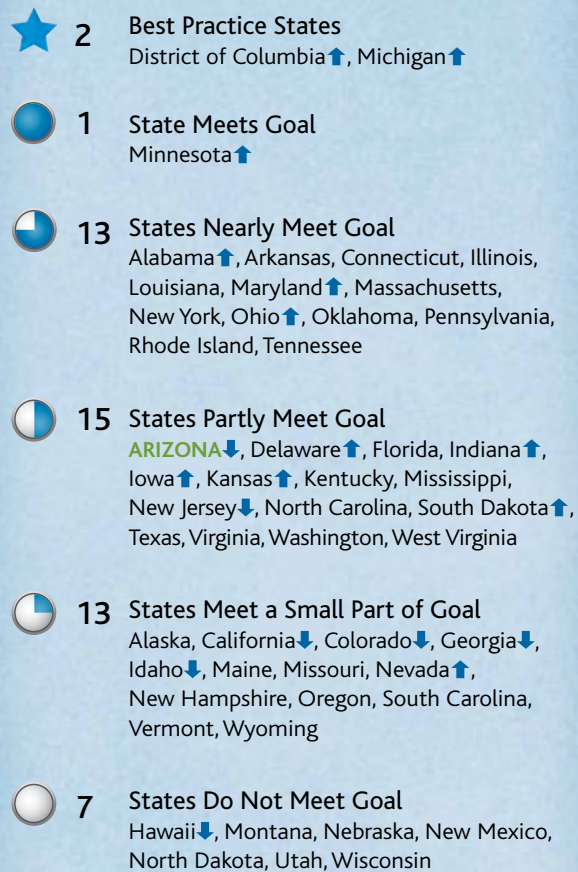 2 Best Practice States
District of Columbia⬆, Michigan⬆
1 State Meets Goal
Minnesota⬆
13 States Nearly Meet Goal
Alabama⬆, Arkansas, Connecticut, Illinois,
Louisiana, Maryland⬆, Massachusetts,
New York, Ohio⬆, Oklahoma, Pennsylvania,
Rhode Island, Tennessee
15 States Partly Meet Goal
ARIZONA⬇, Delaware⬆, Florida, Indiana⬆,
Iowa⬆, Kansas⬆, Kentucky, Mississippi,
New Jersey⬇, North Carolina, South Dakota⬆,
Texas, Virginia, Washington, West Virginia
13 States Meet a Small Part of Goal
Alaska, California⬇, Colorado⬇, Georgia⬇,
Idaho⬇, Maine, Missouri, Nevada⬆,
New Hampshire, Oregon, South Carolina,
Vermont, Wyoming
7 States Do Not Meet Goal
Hawaii⬇, Montana, Nebraska, New Mexico,
North Dakota, Utah, Wisconsin